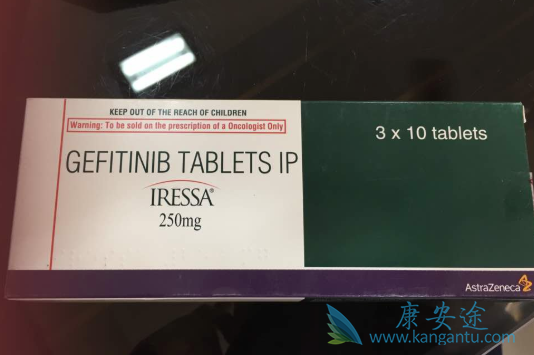 KEEP OUT OF THE REACH OF CHILDREN
Warning: To be sold on the prescription of a Oncologist Only
GEFITINIB TABLETS IP
IRESSA®
250mg
3 x 10 tablets
AstraZeneca
康安途
www.kangantu.com